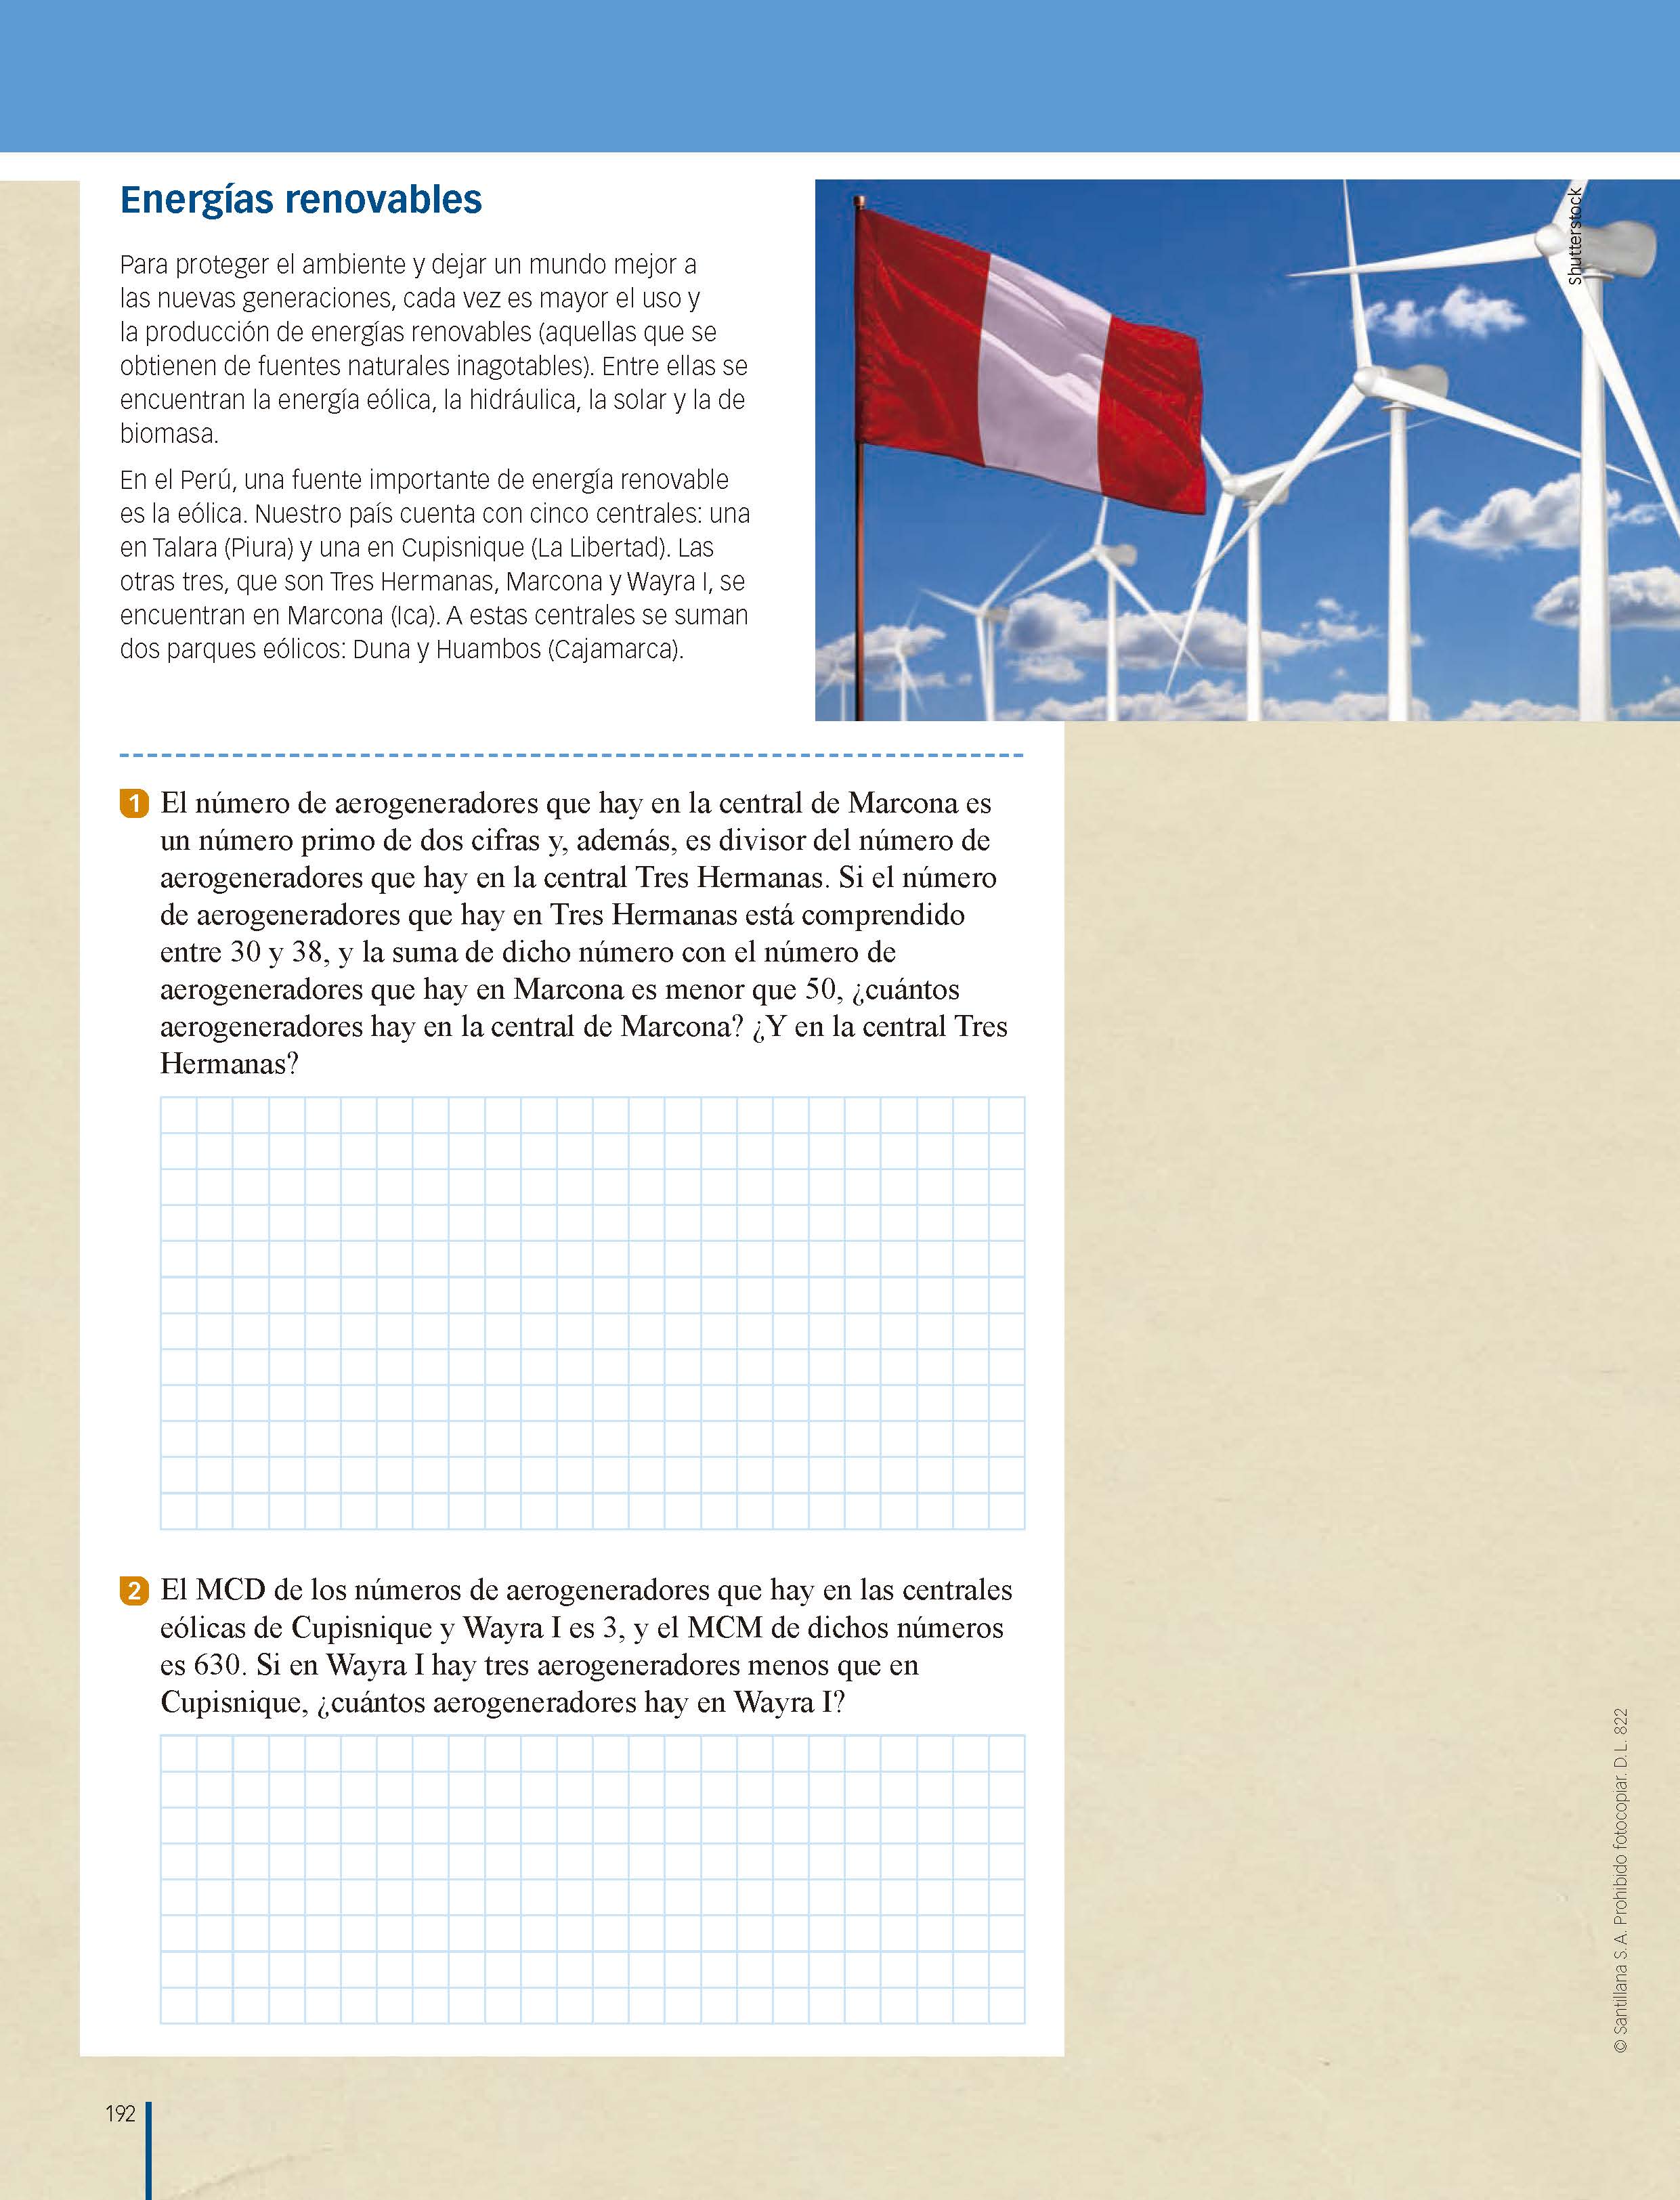 Energías renovables
Shutterstock
Para proteger el ambiente y dejar un mundo mejor a
las nuevas generaciones, cada vez es mayor el uso y
la producción de energías renovables (aquellas que se
obtienen de fuentes naturales inagotables). Entre ellas se
encuentran la energía eólica, la hidráulica, la solar y la de
biomasa.
En el Perú, una fuente importante de energía renovable
es la eólica. Nuestro país cuenta con cinco centrales: una
en Talara (Piura) y una en Cupisnique (La Libertad). Las
otras tres, que son Tres Hermanas, Marcona y Wayra I, se
encuentran en Marcona (Ica). A estas centrales se suman
dos parques eólicos: Duna y Huambos (Cajamarca).
1 El número de aerogeneradores que hay en la central de Marcona es
un número primo de dos cifras y, además, es divisor del número de
aerogeneradores que hay en la central Tres Hermanas. Si el número
de aerogeneradores que hay en Tres Hermanas está comprendido
entre 30 y 38, y la suma de dicho número con el número de
aerogeneradores que hay en Marcona es menor que 50, ¿cuántos
aerogeneradores hay en la central de Marcona? ¿Y en la central Tres
Hermanas?
2 El MCD de los números de aerogeneradores que hay en las centrales
eólicas de Cupisnique y Wayra I es 3, y el MCM de dichos números
es 630. Si en Wayra I hay tres aerogeneradores menos que en
Cupisnique, ¿cuántos aerogeneradores hay en Wayra I?
© Santillana S. A. Prohibido fotocopiar. D. L. 822
192